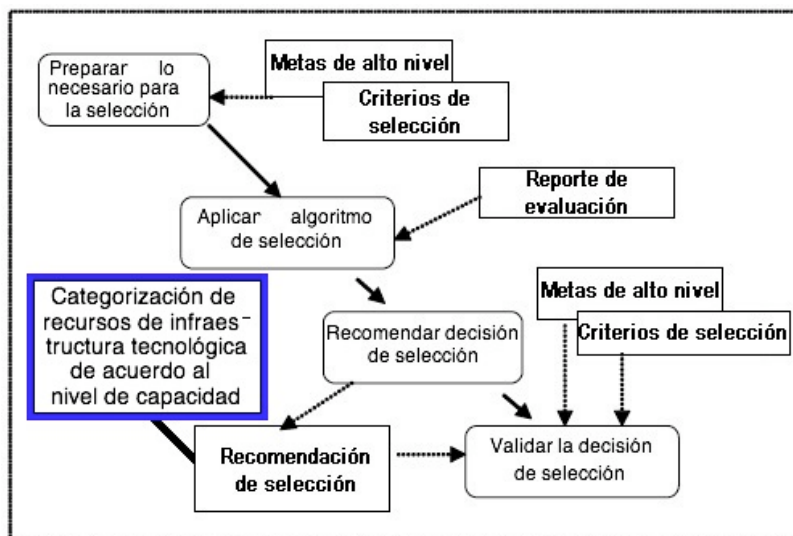 Preparar lo
necesario para
la selección
Metas de alto nivel
Criterios de
selección
Aplicar algoritmo
de selección
Reporte de
evaluación
Categorización de
recursos de infraes-
tructura tecnológica
de acuerdo al
nivel de capacidad
Recomendar decisión
de selección
Metas de alto nivel
Criterios de selección
Recomendación
de selección
Validar la decisión
de selección